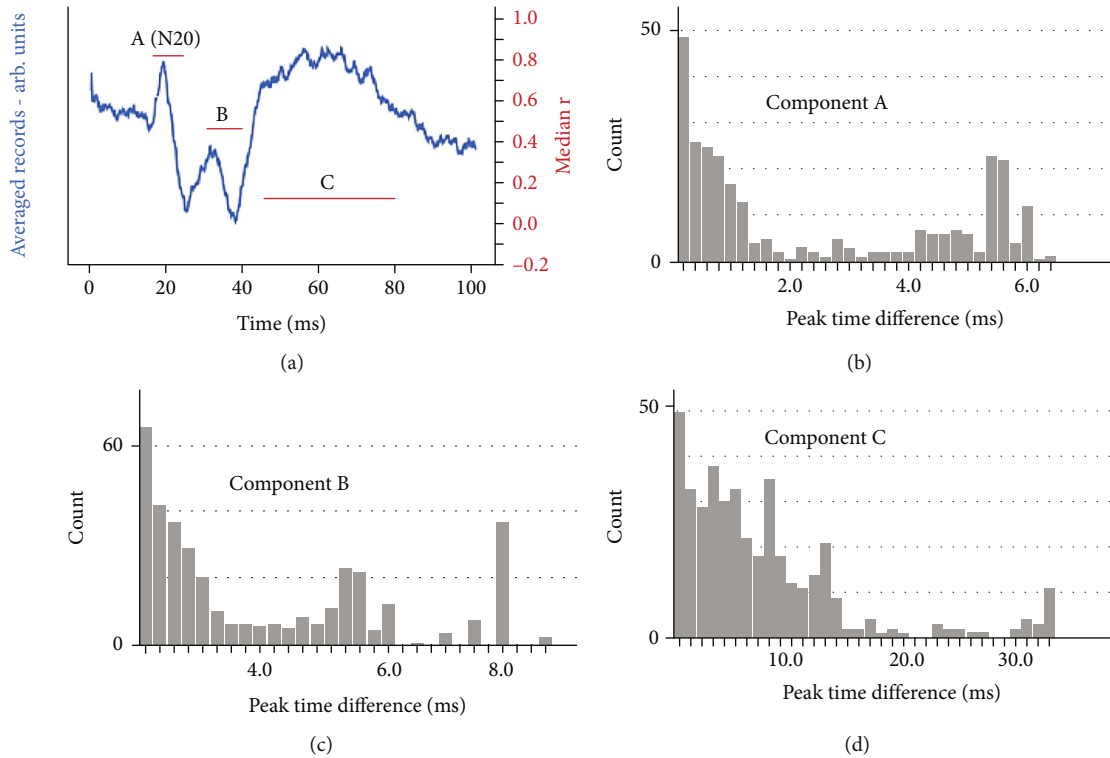 Averaged records - arb. units
A (N20)
B
C
1.0
0.8
0.6
0.4
0.2
0.0
–0.2
Median r
0 20 40 60 80 100
Time (ms)
(a)
50
0
Count
Component A
2.0 4.0 6.0
Peak time difference (ms)
(b)
60
0
Count
Component B
4.0 6.0 8.0
Peak time difference (ms)
(c)
50
0
Count
Component C
10.0 20.0 30.0
Peak time difference (ms)
(d)